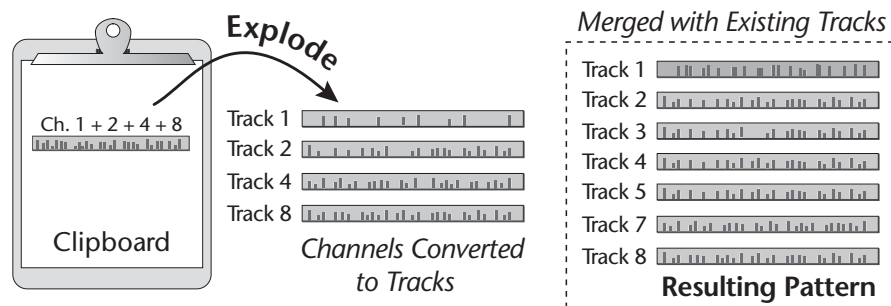 Explode
Ch. 1 + 2 + 4 + 8
Clipboard
Track 1
Track 2
Track 4
Track 8
Channels Converted
to Tracks
Merged with Existing Tracks
Track 1
Track 2
Track 3
Track 4
Track 5
Track 7
Track 8
Resulting Pattern